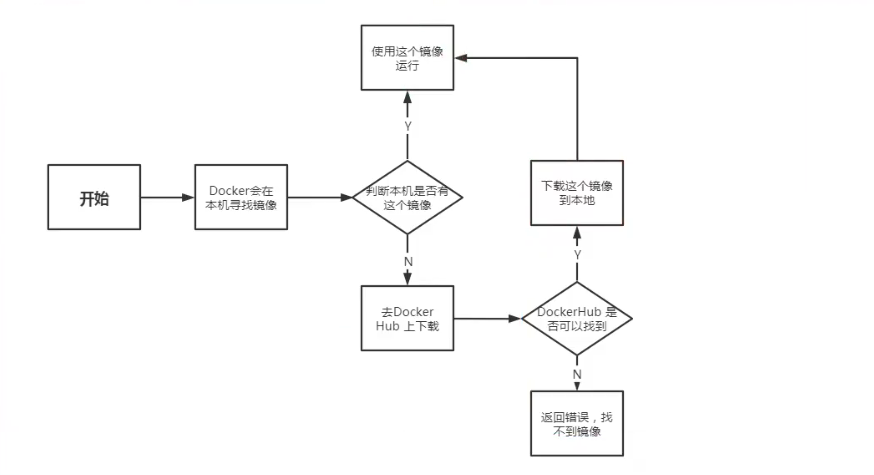 使用这个镜像
运行
Y
开始
Docker会在
本机寻找镜像
判断本机是否有
这个镜像
下载这个镜像
到本地
N
Y
去Docker
Hub 上下载
DockerHub 是
否可以找到
N
返回错误，找
不到镜像